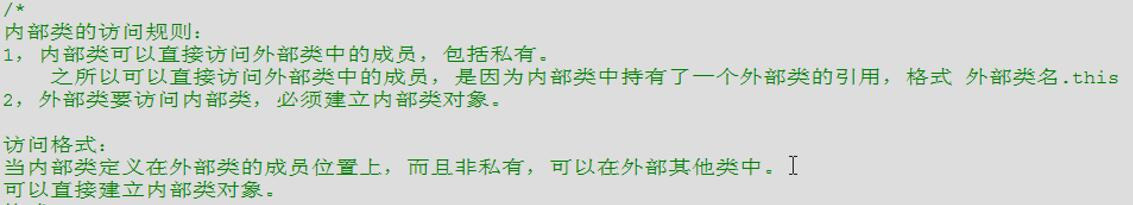 /*
内部类的访问规则:
1, 内部类可以直接访问外部类中的成员, 包括私有。
之所以可以直接访问外部类中的成员, 是因为内部类中持有了一个外部类的引用, 格式 外部类名.this
2, 外部类要访问内部类, 必须建立内部类对象。
访问格式:
当内部类定义在外部类的成员位置上, 而且非私有, 可以在外部其他类中。
可以直接建立内部类对象。